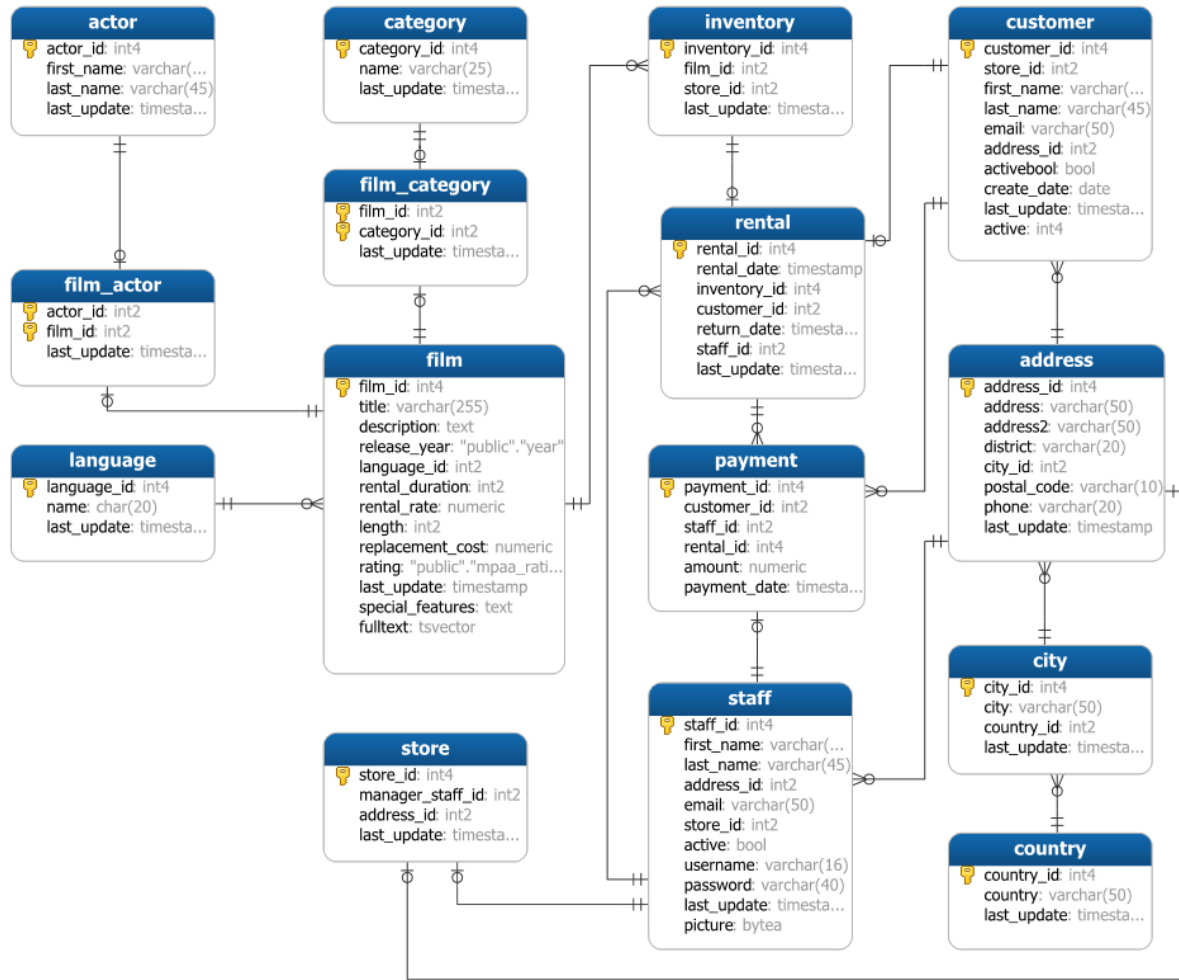 actor
actor_id: int4
first_name: varchar(...
last_name: varchar(45)
last_update: timesta...
category
category_id: int4
name: varchar(25)
last_update: timesta...
inventory
inventory_id: int4
film_id: int2
store_id: int2
last_update: timesta...
customer
customer_id: int4
store_id: int2
first_name: varchar(...
last_name: varchar(45)
email: varchar(50)
address_id: int2
activebool: bool
create_date: date
last_update: timesta...
active: int4
film_category
film_id: int2
category_id: int2
last_update: timesta...
rental
rental_id: int4
rental_date: timestamp
inventory_id: int4
customer_id: int2
return_date: timesta...
staff_id: int2
last_update: timesta...
film_actor
actor_id: int2
film_id: int2
last_update: timesta...
film
film_id: int4
title: varchar(255)
description: text
release_year: "public"."year"
language_id: int2
rental_duration: int2
rental_rate: numeric
length: int2
replacement_cost: numeric
rating: "public"."mpaa_rati...
last_update: timestamp
special_features: text
fulltext: tsvector
address
address_id: int4
address: varchar(50)
address2: varchar(50)
district: varchar(20)
city_id: int2
postal_code: varchar(10)
phone: varchar(20)
last_update: timestamp
language
language_id: int4
name: char(20)
last_update: timesta...
payment
payment_id: int4
customer_id: int2
staff_id: int2
rental_id: int4
amount: numeric
payment_date: timesta...
city
city_id: int4
city: varchar(50)
country_id: int2
last_update: timesta...
staff
staff_id: int4
first_name: varchar(...
last_name: varchar(45)
address_id: int2
email: varchar(50)
store_id: int2
active: bool
username: varchar(16)
password: varchar(40)
last_update: timesta...
picture: bytea
store
store_id: int4
manager_staff_id: int2
address_id: int2
last_update: timesta...
country
country_id: int4
country: varchar(50)
last_update: timesta...